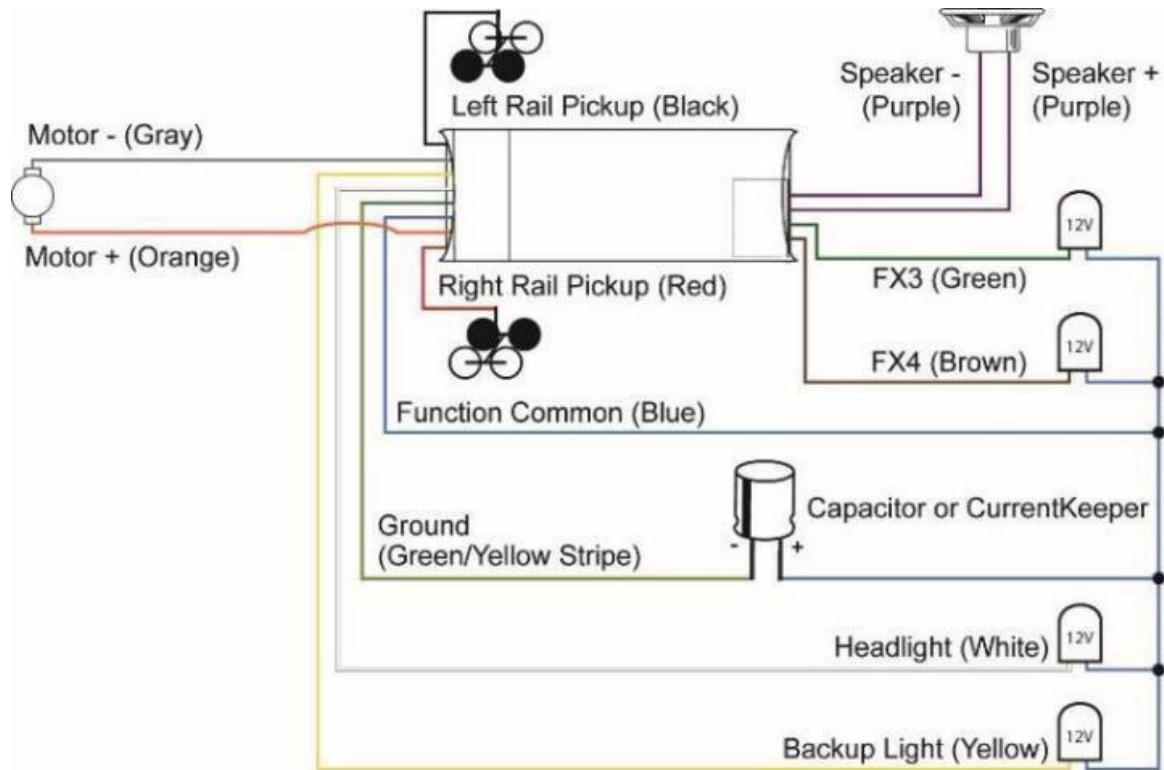 Speaker -
(Purple)
Speaker +
(Purple)
Left Rail Pickup (Black)
Motor - (Gray)
12V
Motor + (Orange)
Right Rail Pickup (Red)
FX3 (Green)
12V
FX4 (Brown)
Function Common (Blue)
Capacitor or CurrentKeeper
Ground
(Green/Yellow Stripe)
- +
12V
Headlight (White)
12V
Backup Light (Yellow)